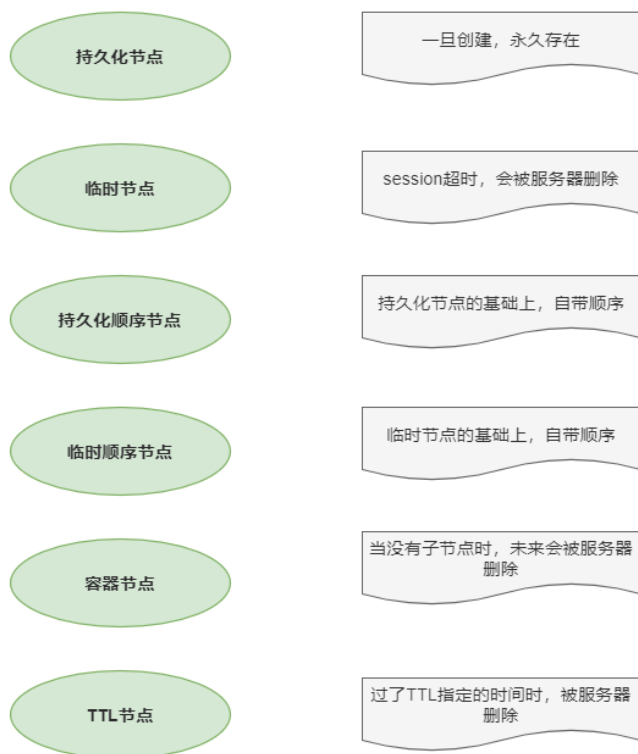 持久化节点
一旦创建，永久存在
临时节点
session超时，会被服务器删除
持久化顺序节点
持久化节点的基础上，自带顺序
临时顺序节点
临时节点的基础上，自带顺序
容器节点
当没有子节点时，未来会被服务器
删除
TTL节点
过了TTL指定的时间时，被服务器
删除